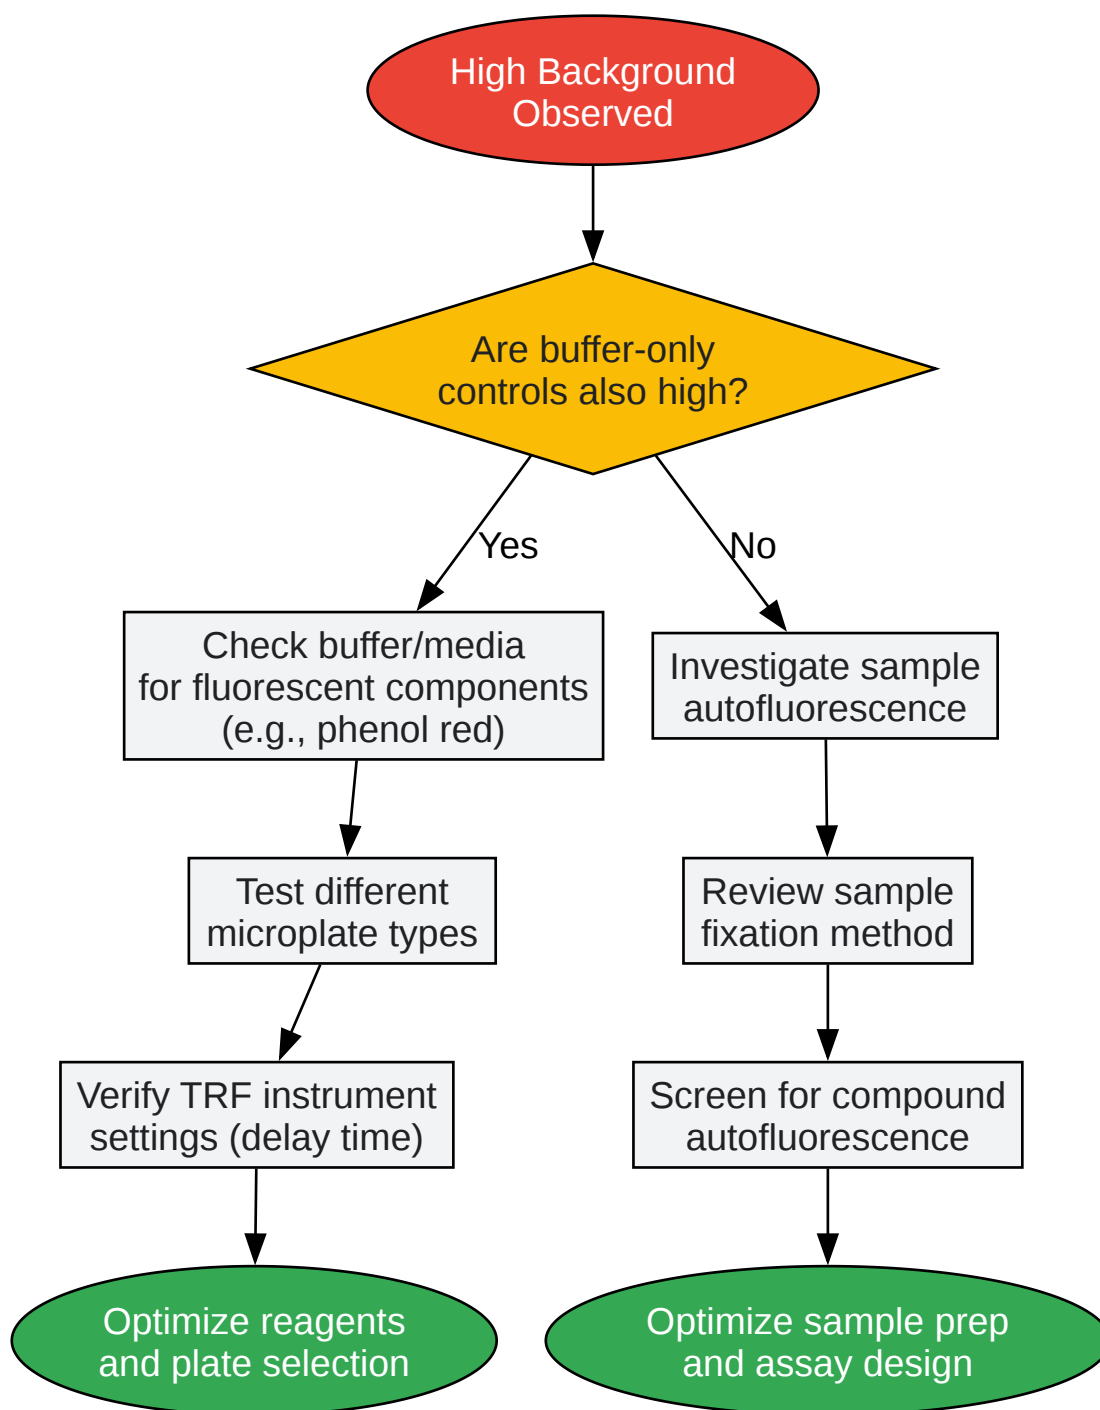 High Background
Observed
Are buffer-only
controls also high?
Yes
No
Check buffer/media
for fluorescent components
(e.g., phenol red)
Investigate sample
autofluorescence
Test different
microplate types
Review sample
fixation method
Verify TRF instrument
settings (delay time)
Screen for compound
autofluorescence
Optimize reagents
and plate selection
Optimize sample prep
and assay design